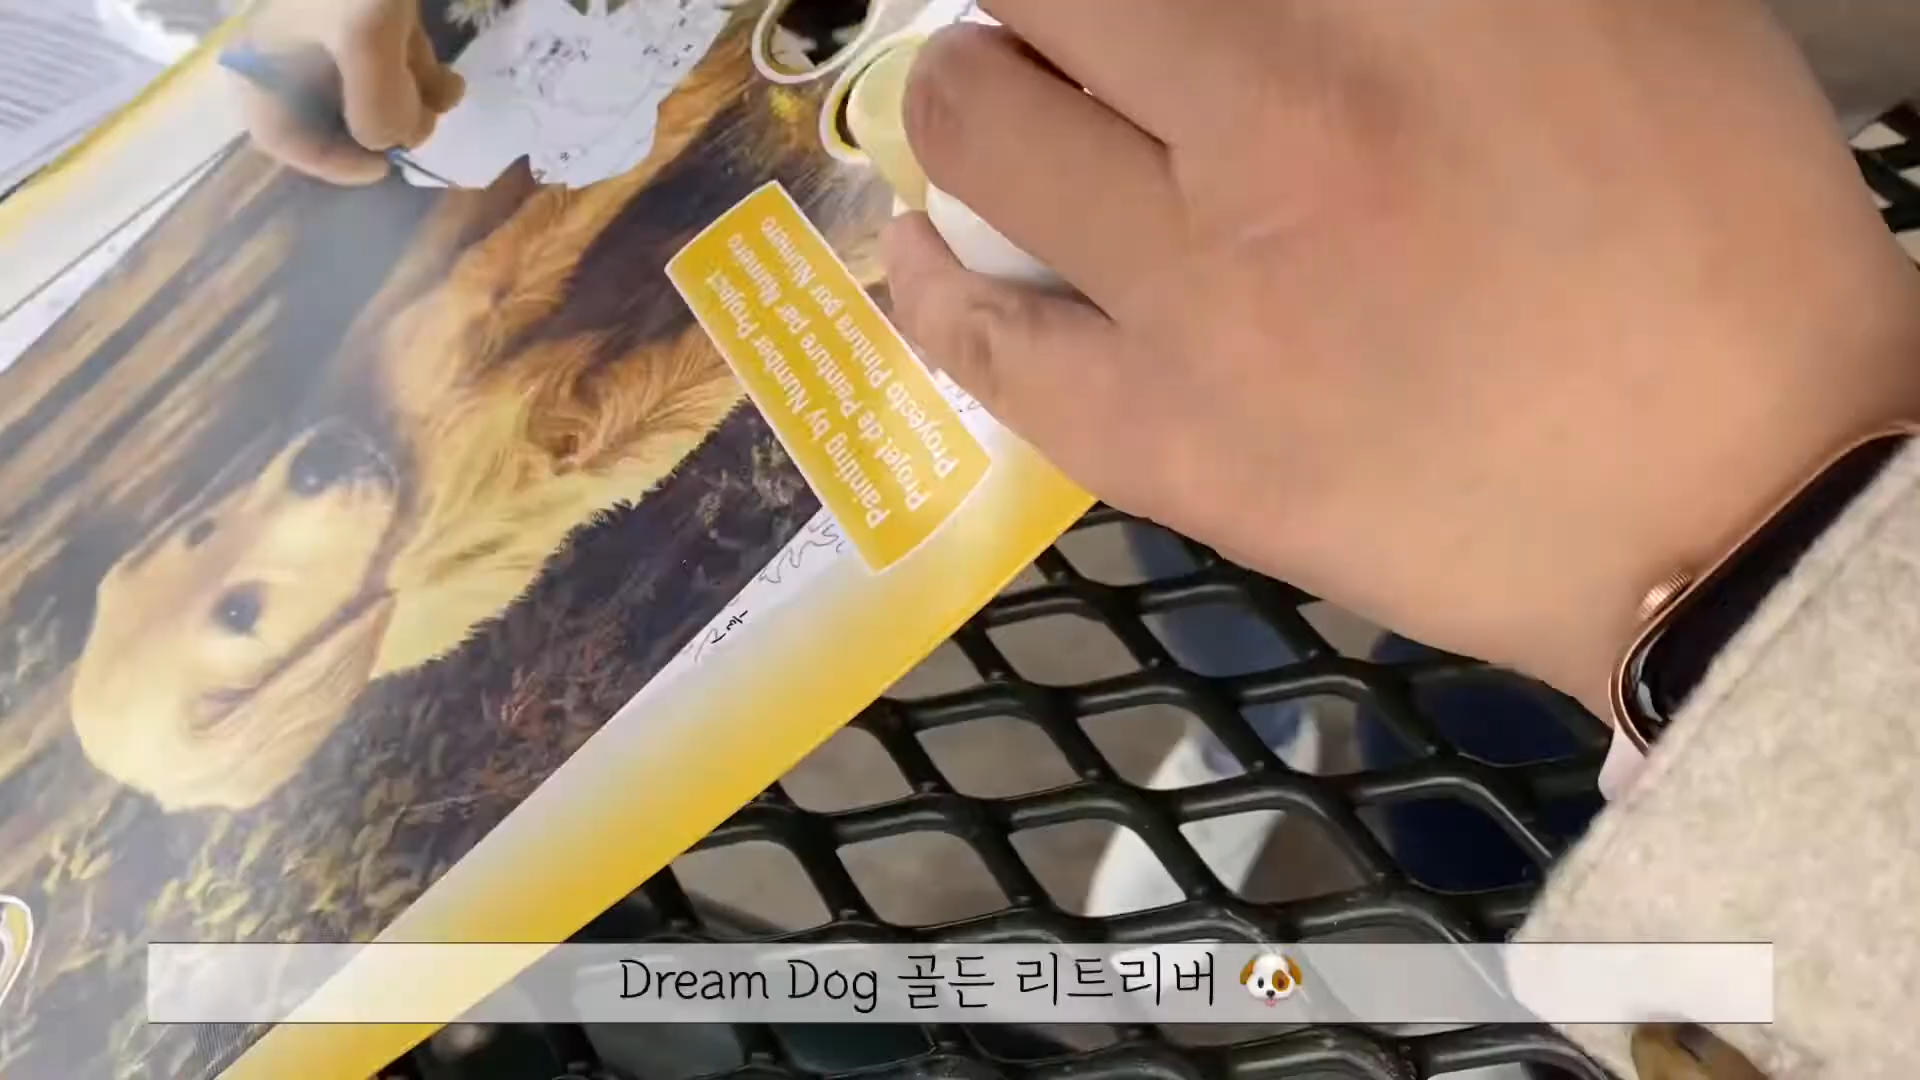 Painting by Number Project
Projet de Peinture par Numéro
Proyecto Pintura por Número
Dream Dog 골든 리트리버 🐶